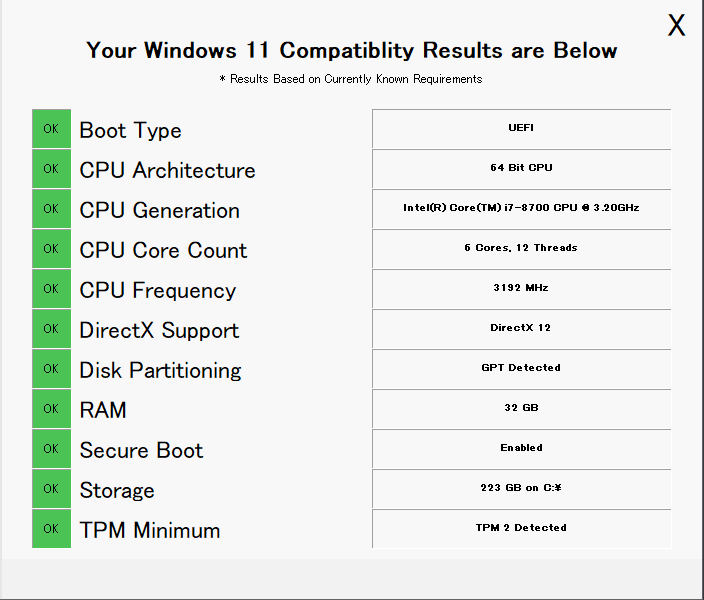 X
Your Windows 11 Compatiblity Results are Below
* Results Based on Currently Known Requirements
OK Boot Type UEFI
OK CPU Architecture 64 Bit CPU
OK CPU Generation Intel(R) Core(TM) i7-8700 CPU @ 3.20GHz
OK CPU Core Count 6 Cores, 12 Threads
OK CPU Frequency 3192 MHz
OK DirectX Support DirectX 12
OK Disk Partitioning GPT Detected
OK RAM 32 GB
OK Secure Boot Enabled
OK Storage 223 GB on C:¥
OK TPM Minimum TPM 2 Detected